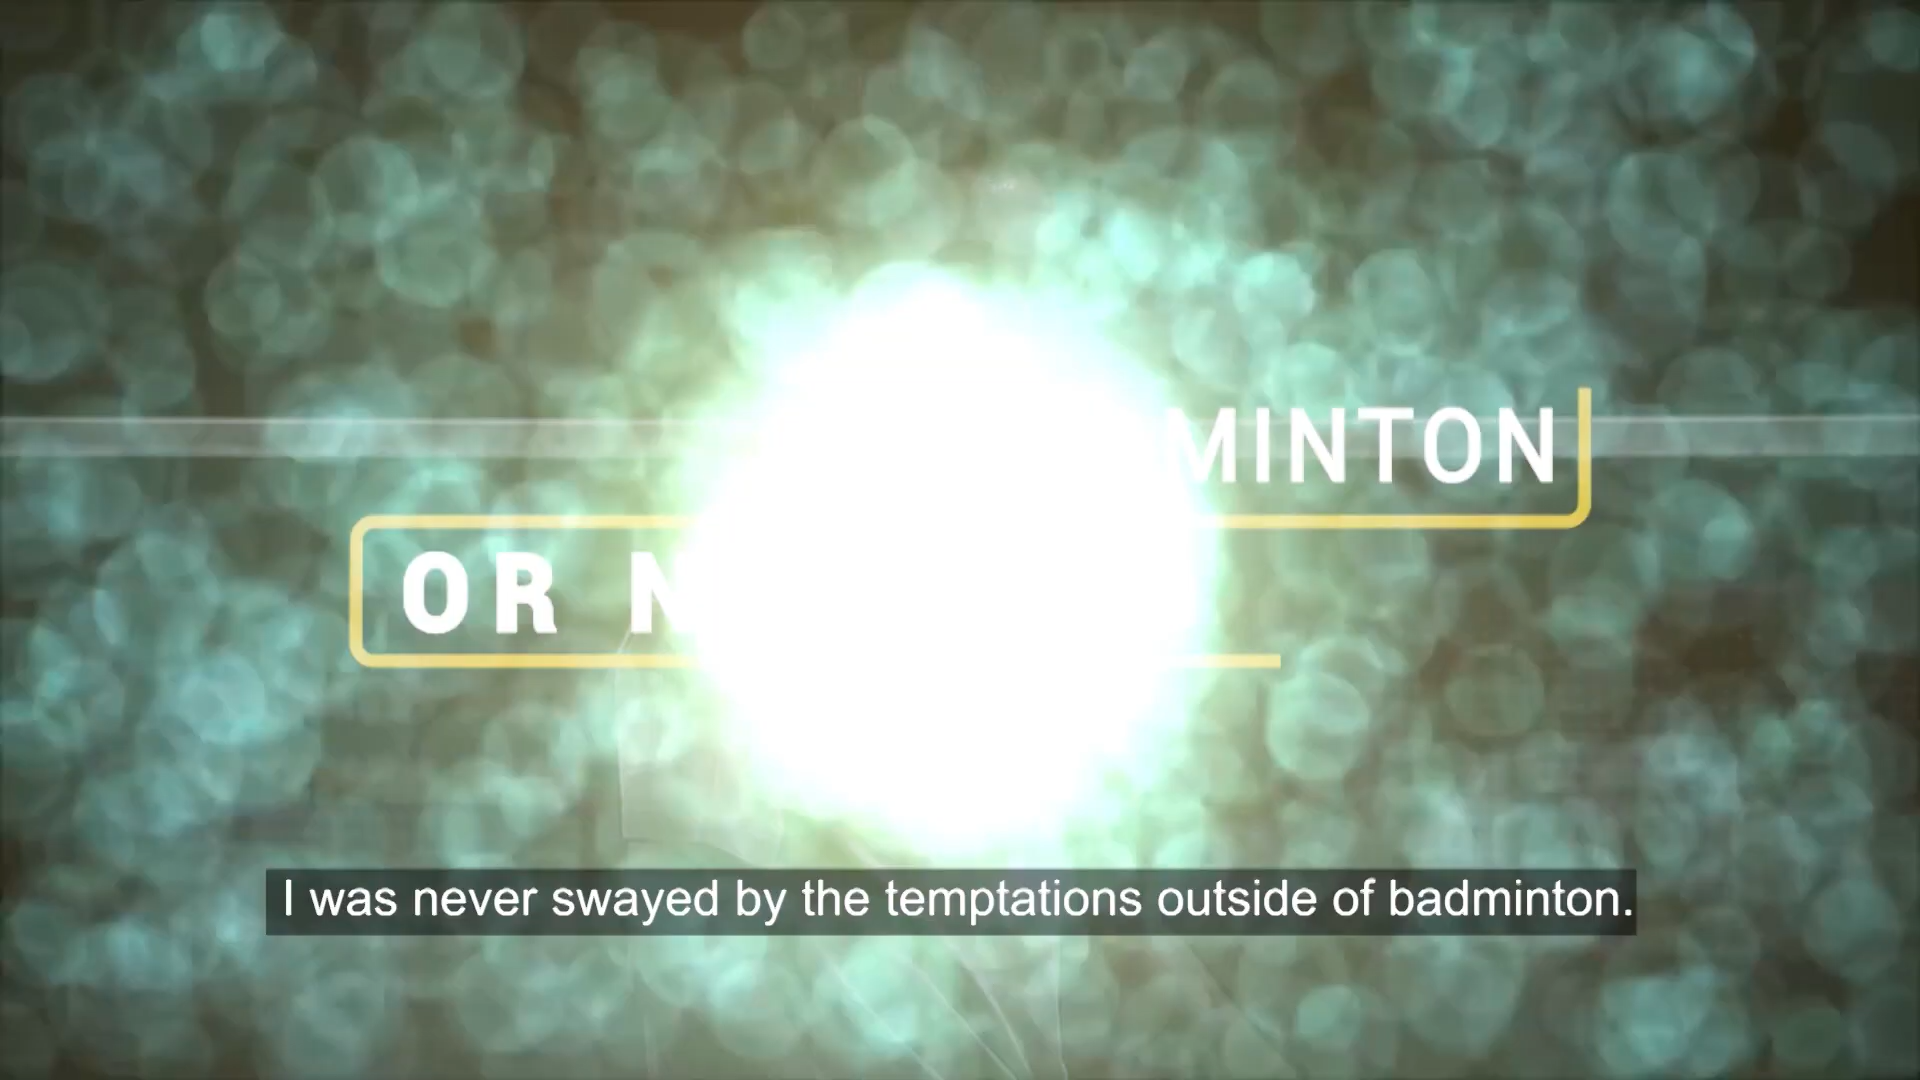 MINTON
OR N
I was never swayed by the temptations outside of badminton.